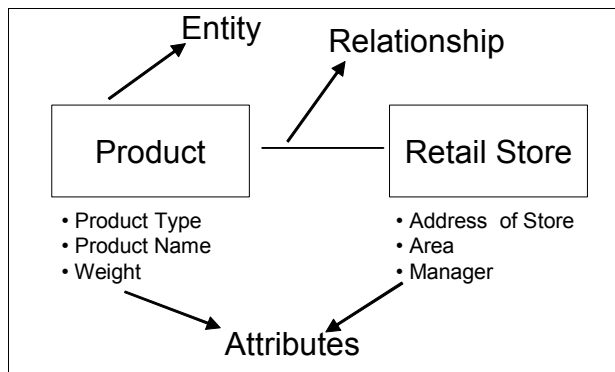 Entity
Relationship
Product
Retail Store
• Product Type
• Product Name
• Weight
• Address of Store
• Area
• Manager
Attributes